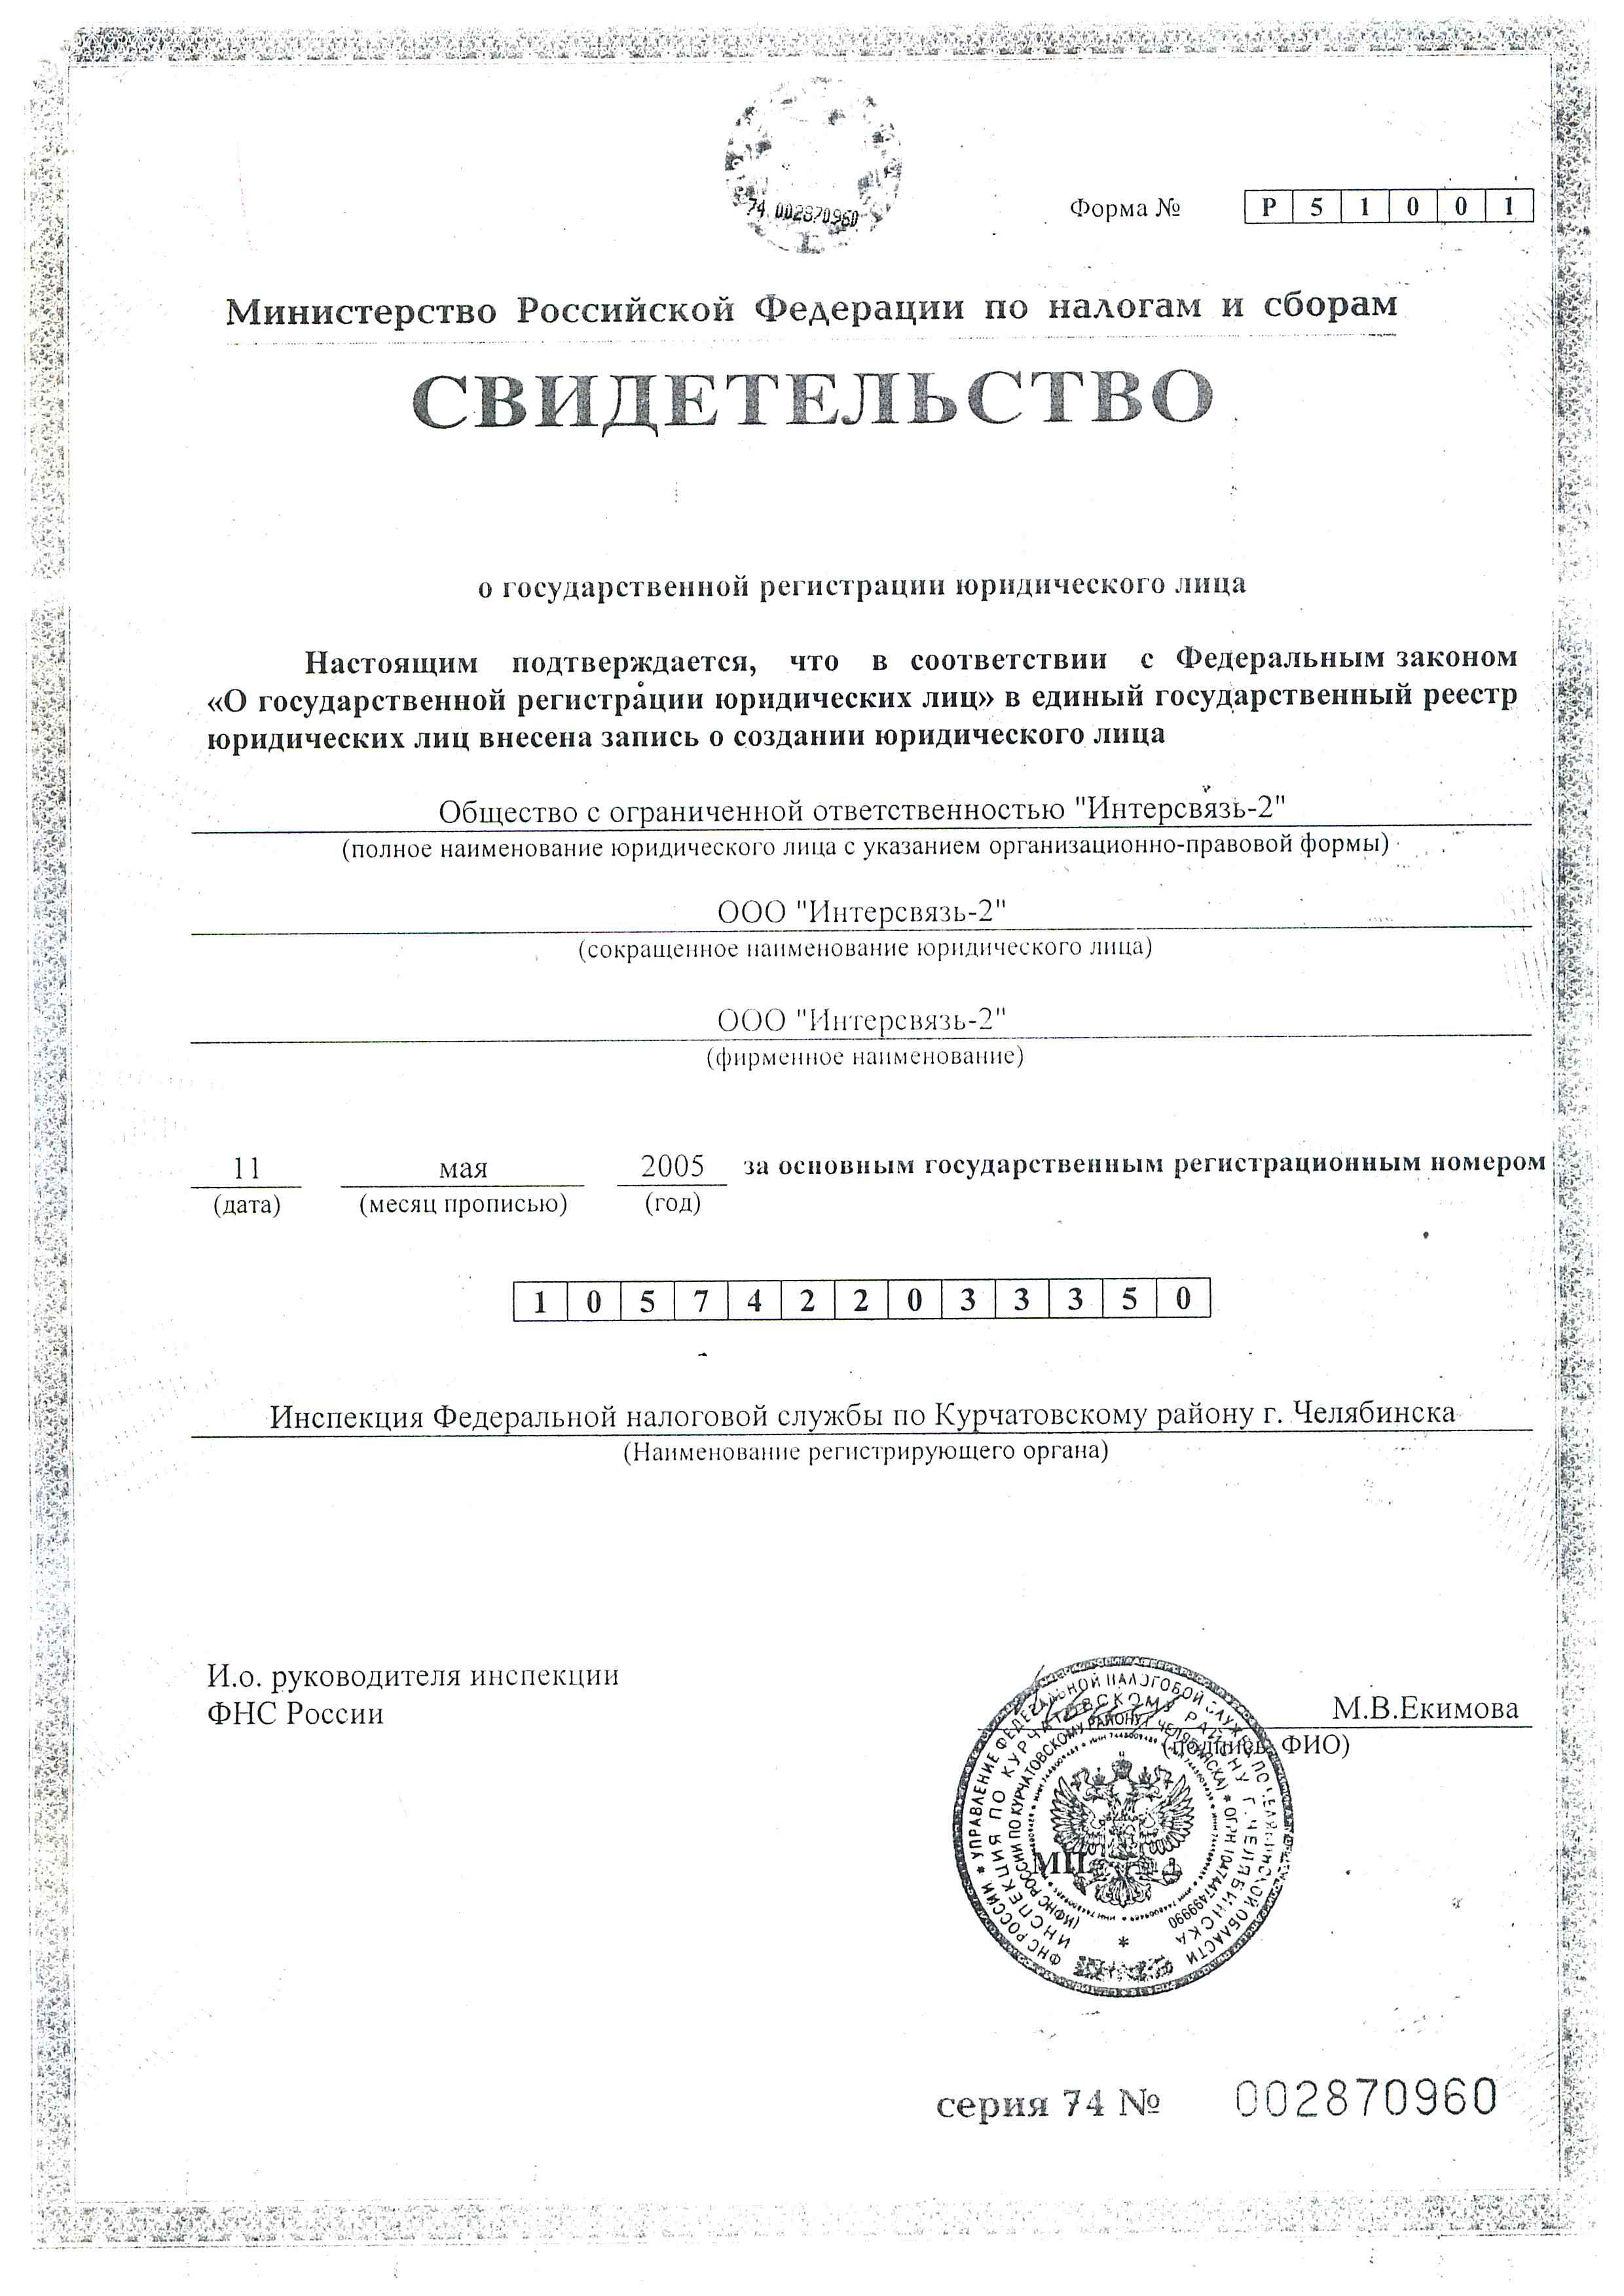 74 002870960
Форма № Р 5 1 0 0 1
Министерство Российской Федерации по налогам и сборам
СВИДЕТЕЛЬСТВО
о государственной регистрации юридического лица
Настоящим подтверждается, что в соответствии с Федеральным законом
«О государственной регистрации юридических лиц» в единый государственный реестр
юридических лиц внесена запись о создании юридического лица
Общество с ограниченной ответственностью "Интерсвязь-2"
(полное наименование юридического лица с указанием организационно-правовой формы)
ООО "Интерсвязь-2"
(сокращенное наименование юридического лица)
ООО "Интерсвязь-2"
(фирменное наименование)
11 мая 2005 за основным государственным регистрационным номером
(дата) (месяц прописью) (год)
1 0 5 7 4 2 2 0 3 3 3 5 0
Инспекция Федеральной налоговой службы по Курчатовскому району г. Челябинска
(Наименование регистрирующего органа)
И.о. руководителя инспекции
ФНС России
М.В.Екимова
(подпись, ФИО)
ФНС РОССИИ * УПРАВЛЕНИЕ ФЕДЕРАЛЬНОЙ НАЛОГОВОЙ СЛУЖБЫ ПО ЧЕЛЯБИНСКОЙ ОБЛАСТИ
ИНСПЕКЦИЯ ПО КУРЧАТОВСКОМУ РАЙОНУ Г. ЧЕЛЯБИНСКА
(ИФНС РОССИИ ПО КУРЧАТОВСКОМУ РАЙОНУ Г. ЧЕЛЯБИНСКА) * ОГРН 1047447499990
МП
серия 74 № 002870960